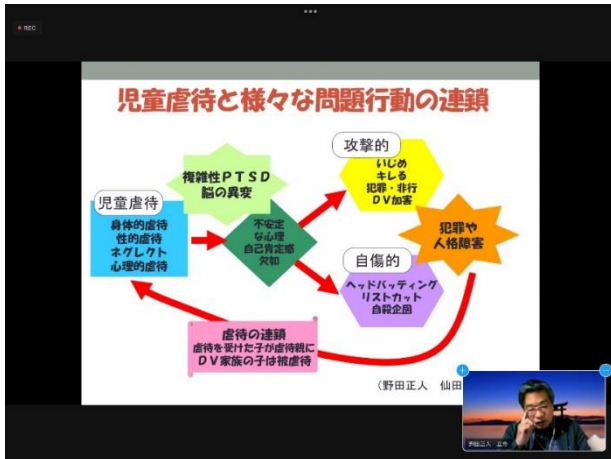 REC
児童虐待と様々な問題行動の連鎖
複雑性PTSD
脳の異変
児童虐待
身体的虐待
性的虐待
ネグレクト
心理的虐待
不安定
な心理
自己肯定感
欠如
攻撃的
いじめ
キレる
犯罪・非行
DV加害
自傷的
ヘッドバッティング
リストカット
自殺企図
犯罪や
人格障害
虐待の連鎖
虐待を受けた子が虐待親に
DV家族の子は被虐待
(野田正人 仙田
野田正人・立命